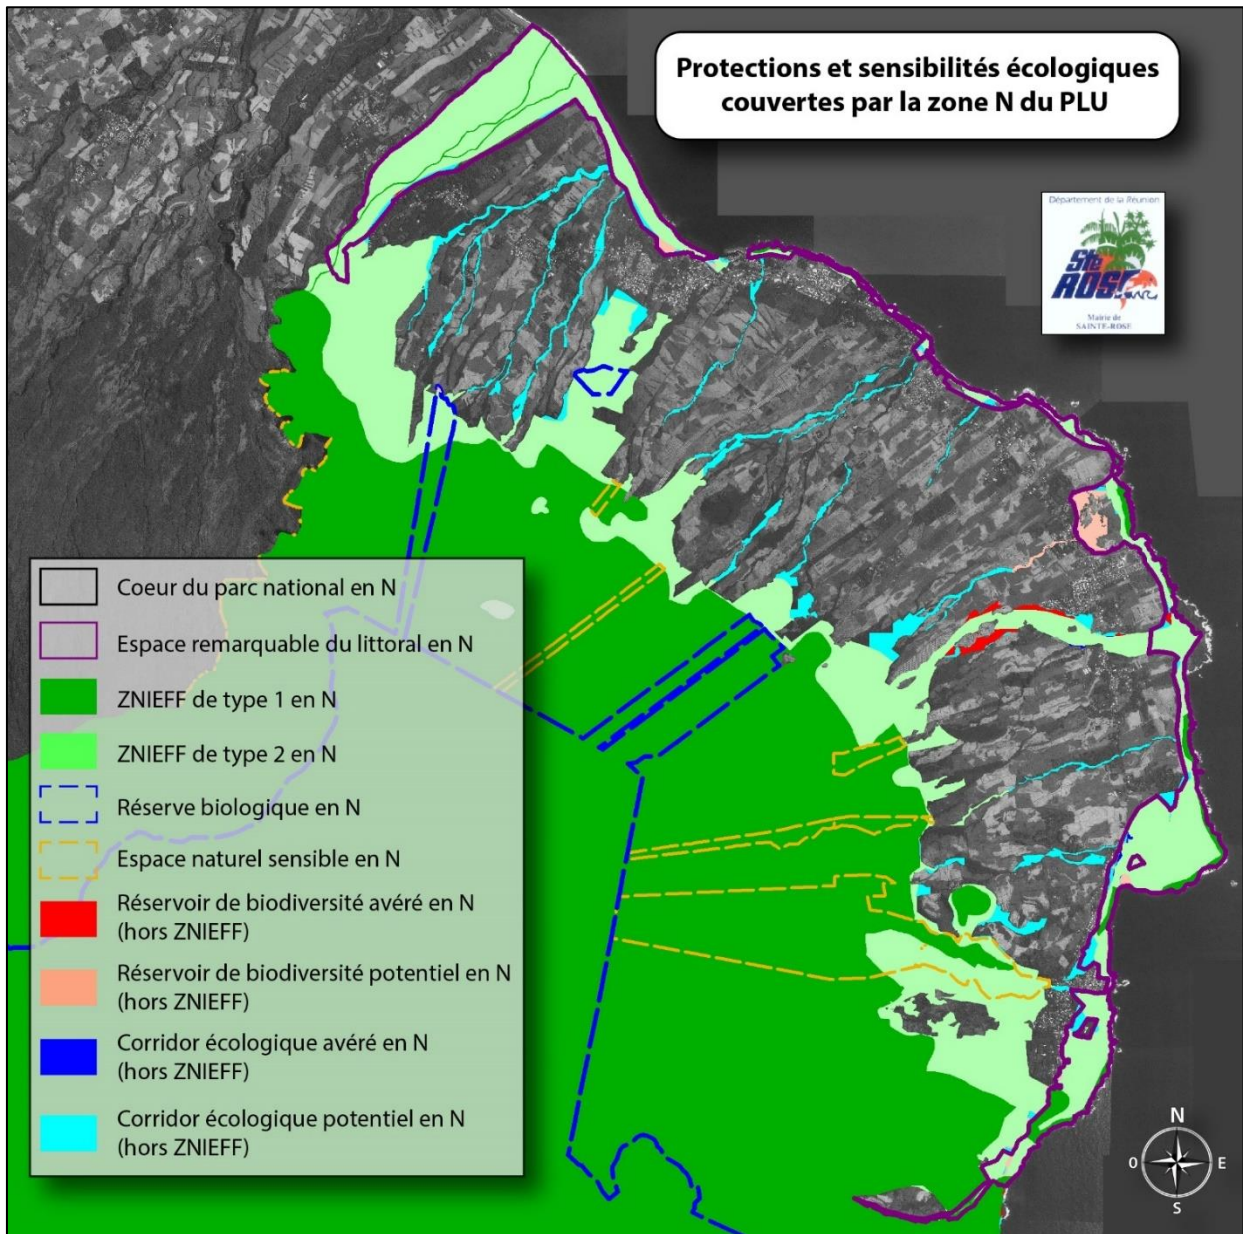 Protections et sensibilités écologiques
couvertes par la zone N du PLU
Département de la Réunion
Ste
ROSE
Mairie de
SAINTE-ROSE
Coeur du parc national en N
Espace remarquable du littoral en N
ZNIEFF de type 1 en N
ZNIEFF de type 2 en N
Réserve biologique en N
Espace naturel sensible en N
Réservoir de biodiversité avéré en N
(hors ZNIEFF)
Réservoir de biodiversité potentiel en N
(hors ZNIEFF)
Corridor écologique avéré en N
(hors ZNIEFF)
Corridor écologique potentiel en N
(hors ZNIEFF)
N
O
E
S